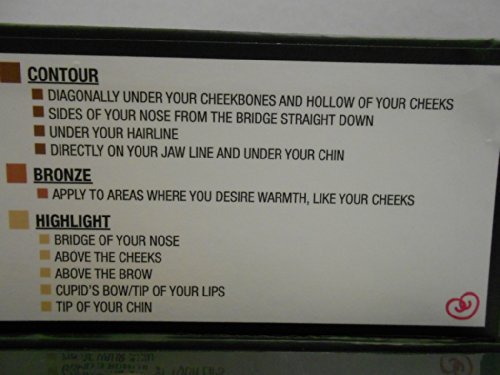 CONTOUR
DIAGONALLY UNDER YOUR CHEEKBONES AND HOLLOW OF YOUR CHEEKS
SIDES OF YOUR NOSE FROM THE BRIDGE STRAIGHT DOWN
UNDER YOUR HAIRLINE
DIRECTLY ON YOUR JAW LINE AND UNDER YOUR CHIN
BRONZE
APPLY TO AREAS WHERE YOU DESIRE WARMTH, LIKE YOUR CHEEKS
HIGHLIGHT
BRIDGE OF YOUR NOSE
ABOVE THE CHEEKS
ABOVE THE BROW
CUPID'S BOW/TIP OF YOUR LIPS
TIP OF YOUR CHIN